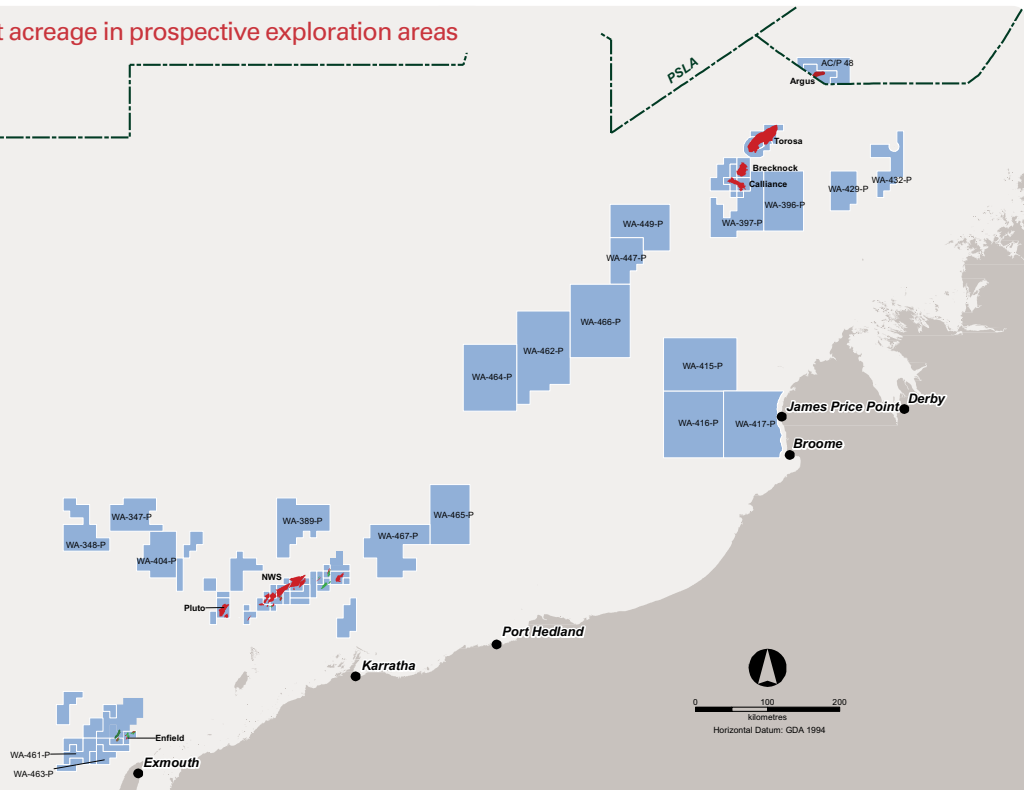 t acreage in prospective exploration areas
PSLA
AC/P 48
Argus
Torosa
Brecknock
Calliance
WA-432-P
WA-429-P
WA-396-P
WA-397-P
WA-449-P
WA-447-P
WA-466-P
WA-462-P
WA-464-P
WA-415-P
WA-416-P
WA-417-P
James Price Point
Derby
Broome
WA-347-P
WA-348-P
WA-404-P
WA-389-P
WA-465-P
WA-467-P
NWS
Pluto
Port Hedland
Karratha
Enfield
WA-461-P
WA-463-P
Exmouth
0 100 200
kilometres
Horizontal Datum: GDA 1994